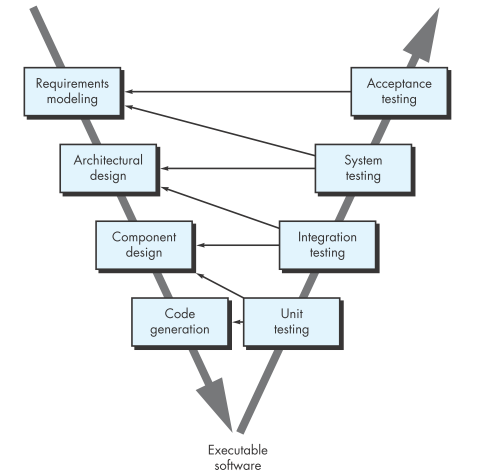 Requirements
modeling
Acceptance
testing
Architectural
design
System
testing
Component
design
Integration
testing
Code
generation
Unit
testing
Executable
software